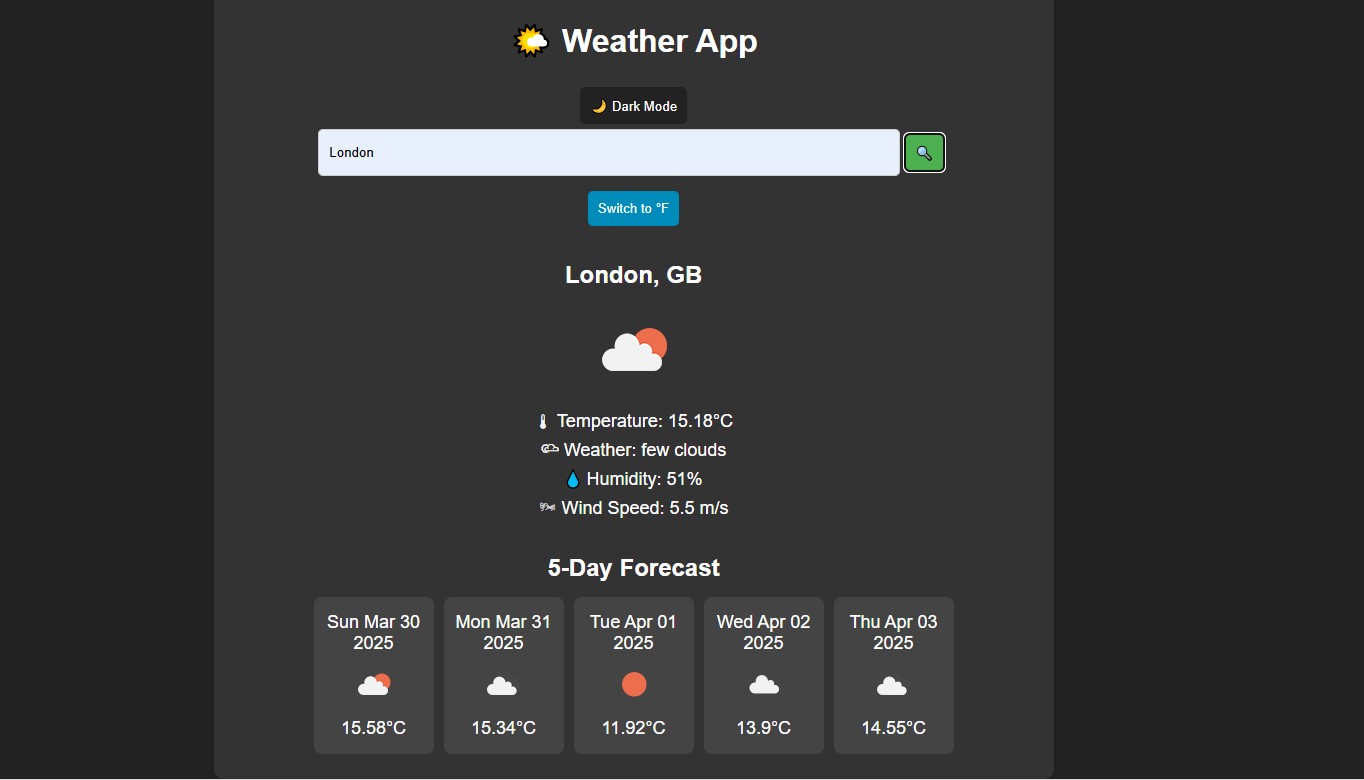 Weather App
Dark Mode
London
Switch to °F
London, GB
Temperature: 15.18°C
Weather: few clouds
Humidity: 51%
Wind Speed: 5.5 m/s
5-Day Forecast
Sun Mar 30
2025
15.58°C
Mon Mar 31
2025
15.34°C
Tue Apr 01
2025
11.92°C
Wed Apr 02
2025
13.9°C
Thu Apr 03
2025
14.55°C